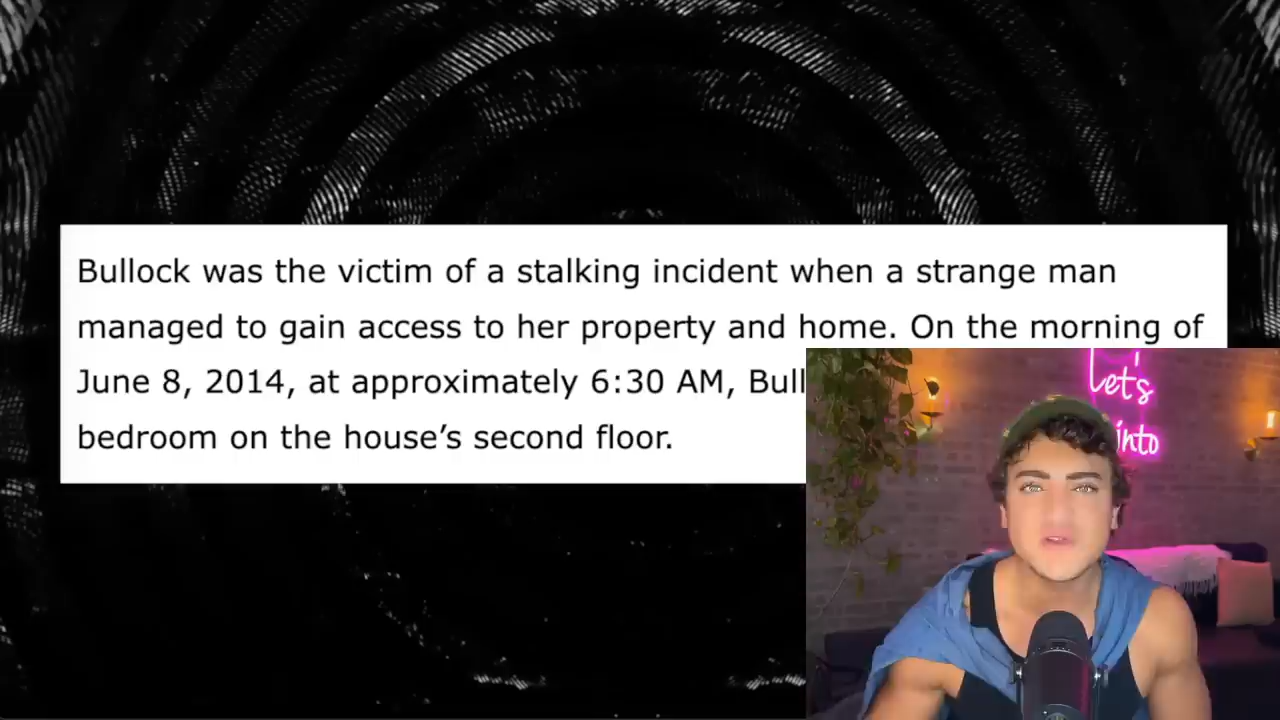 Bullock was the victim of a stalking incident when a strange man
managed to gain access to her property and home. On the morning of
June 8, 2014, at approximately 6:30 AM, Bull
bedroom on the house’s second floor.
Let's
into